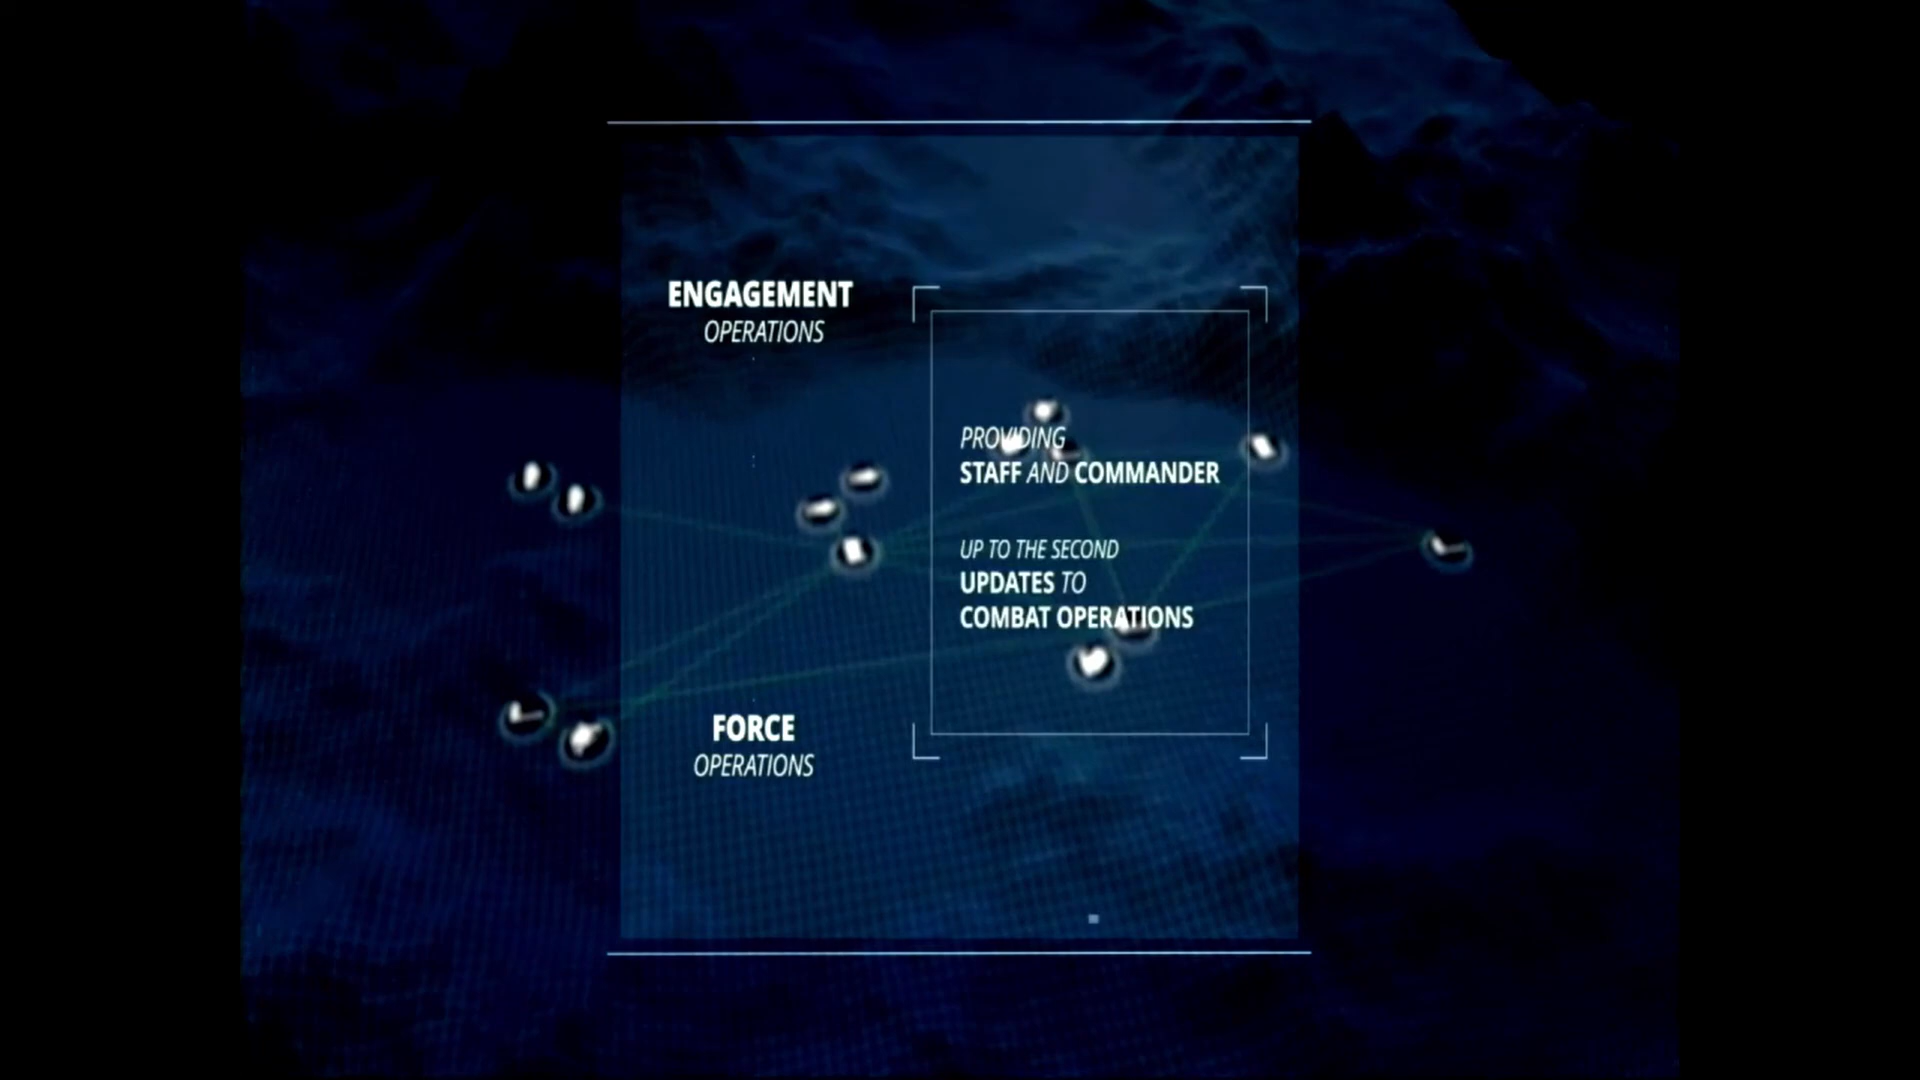 ENGAGEMENT
OPERATIONS
PROVIDING
STAFF AND COMMANDER
UP TO THE SECOND
UPDATES TO
COMBAT OPERATIONS
FORCE
OPERATIONS